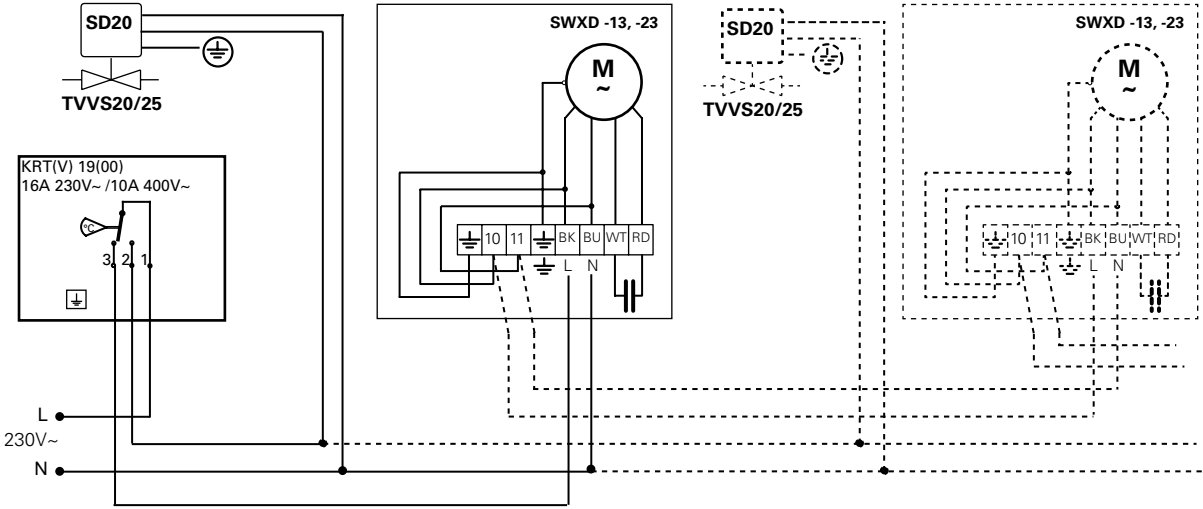 SD20
TVVS20/25
SWXD -13, -23
M
~
SD20
TVVS20/25
SWXD -13, -23
M
~
KRT(V) 19(00)
16A 230V~ /10A 400V~
°C
3 2 1
10 11 BK BU WT RD
L N
10 11 BK BU WT RD
L N
L
230V~
N